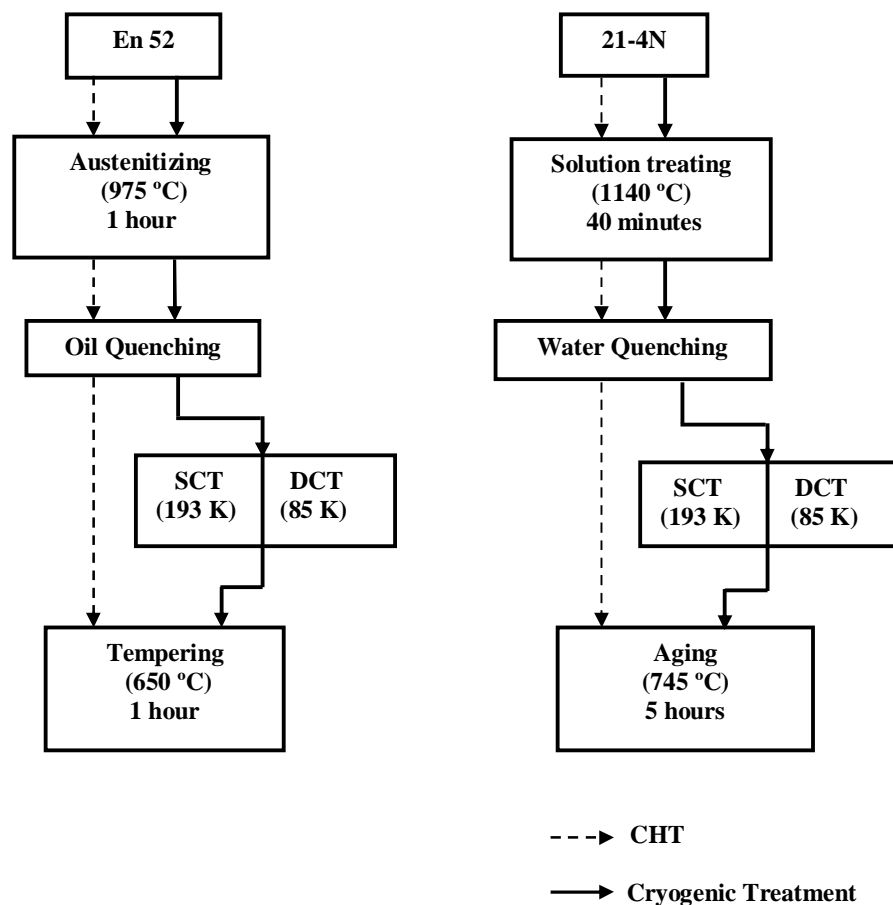 En 52
Austenitizing
(975 ºC)
1 hour
Oil Quenching
SCT
(193 K)
DCT
(85 K)
Tempering
(650 ºC)
1 hour
21-4N
Solution treating
(1140 ºC)
40 minutes
Water Quenching
SCT
(193 K)
DCT
(85 K)
Aging
(745 ºC)
5 hours
CHT
Cryogenic Treatment